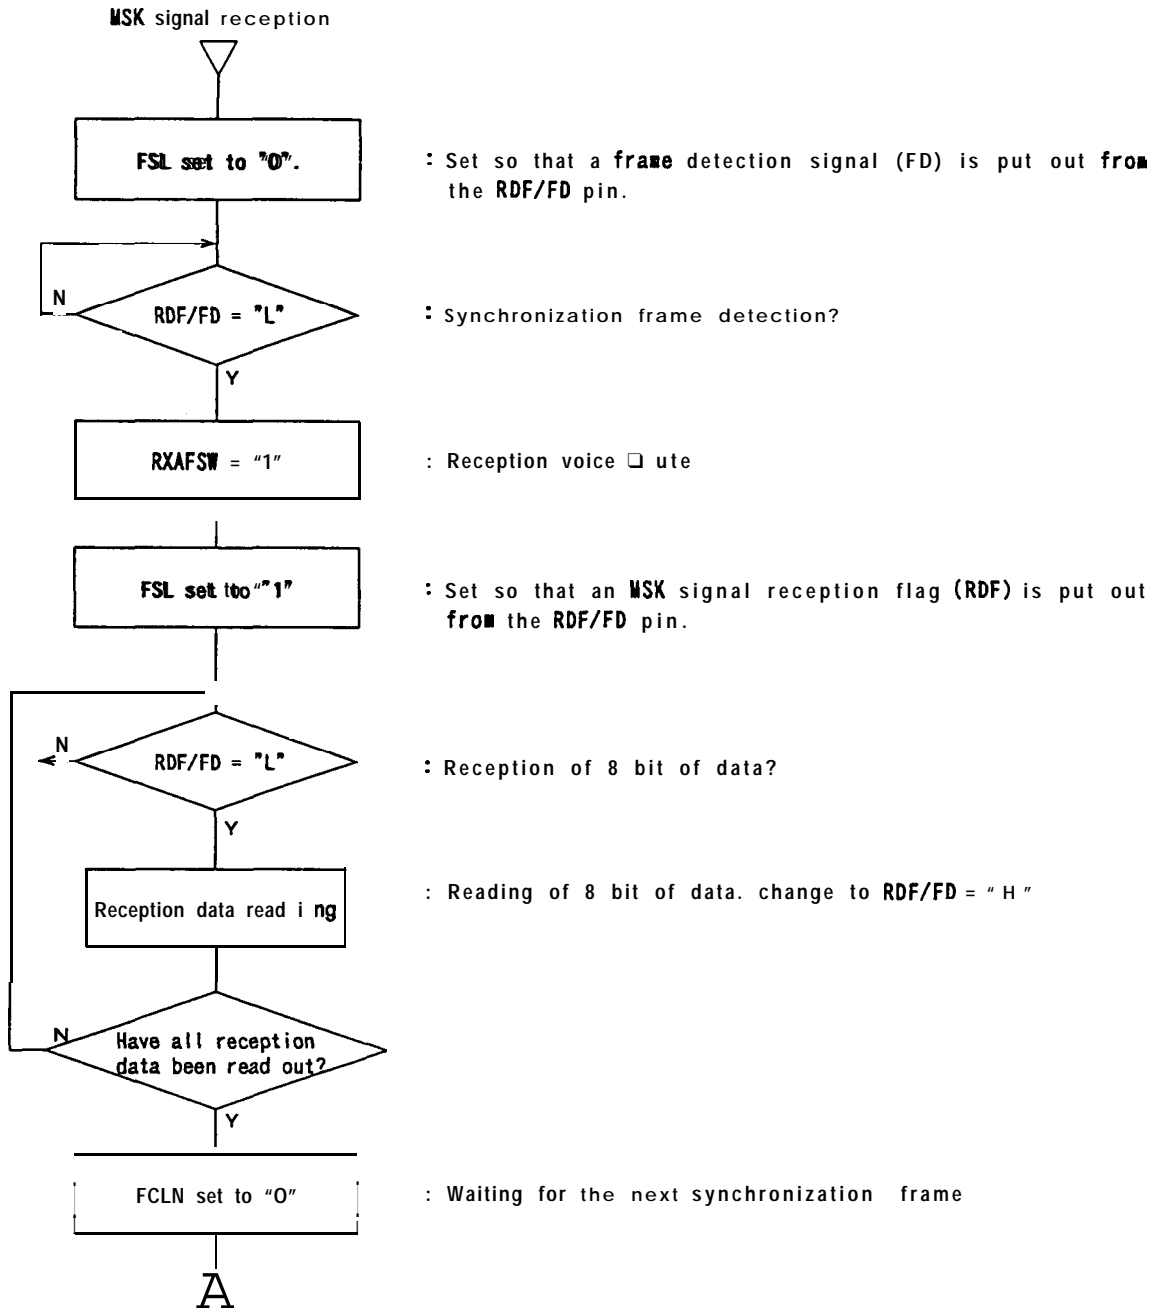 MSK signal reception
FSL set to "0".
: Set so that a frame detection signal (FD) is put out from
the RDF/FD pin.
N
RDF/FD = "L"
: Synchronization frame detection?
Y
RXAFSW = "1"
: Reception voice ❑ ute
FSL set to "1"
: Set so that an MSK signal reception flag (RDF) is put out
from the RDF/FD pin.
N
RDF/FD = "L"
: Reception of 8 bit of data?
Y
Reception data read i ng
: Reading of 8 bit of data. change to RDF/FD = "H"
N
Have all reception
data been read out?
Y
FCLN set to "0"
: Waiting for the next synchronization frame
A